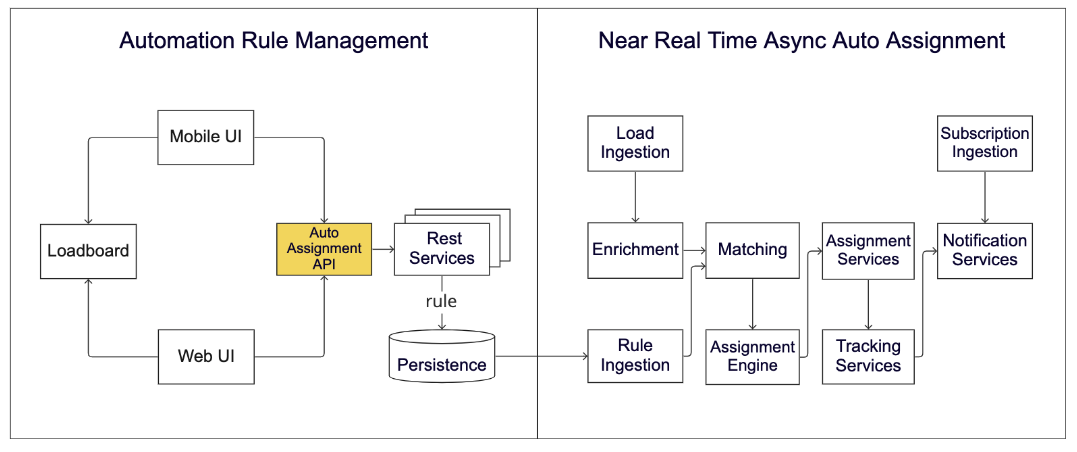 Automation Rule Management
Mobile UI
Loadboard
Auto
Assignment
API
Rest
Services
rule
Web UI
Persistence
Near Real Time Async Auto Assignment
Load
Ingestion
Subscription
Ingestion
Enrichment
Matching
Assignment
Services
Notification
Services
Rule
Ingestion
Assignment
Engine
Tracking
Services